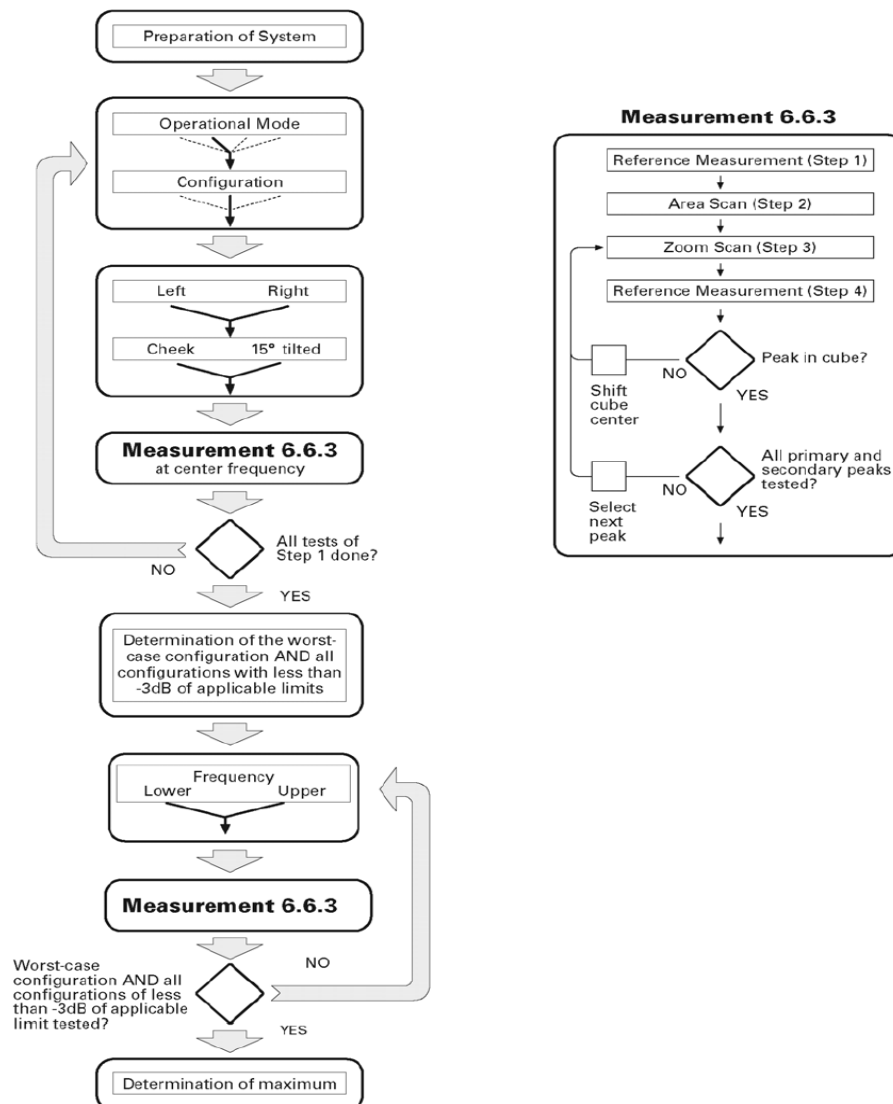 Preparation of System
Operational Mode
Configuration
Left Right
Cheek 15° tilted
Measurement 6.6.3
at center frequency
All tests of
Step 1 done?
NO
YES
Determination of the worst-
case configuration AND all
configurations with less than
-3dB of applicable limits
Frequency
Lower Upper
Measurement 6.6.3
Worst-case
configuration AND all
configurations of less
than -3dB of applicable
limit tested?
NO
YES
Determination of maximum
Measurement 6.6.3
Reference Measurement (Step 1)
Area Scan (Step 2)
Zoom Scan (Step 3)
Reference Measurement (Step 4)
Peak in cube?
NO
Shift
cube
center
YES
All primary and
secondary peaks
tested?
NO
Select
next
peak
YES